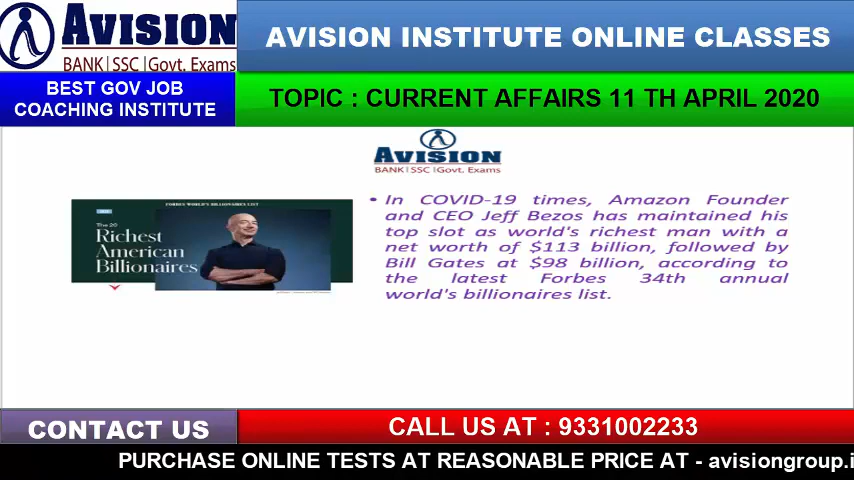 AVISION
BANK|SSC|Govt. Exams
AVISION INSTITUTE ONLINE CLASSES
BEST GOV JOB
COACHING INSTITUTE
TOPIC : CURRENT AFFAIRS 11 TH APRIL 2020
AVISION
BANK|SSC|Govt. Exams
FORBES WORLD'S BILLIONAIRES LIST
The 20
Richest
American
Billionaires
• In COVID-19 times, Amazon Founder
and CEO Jeff Bezos has maintained his
top slot as world's richest man with a
net worth of $113 billion, followed by
Bill Gates at $98 billion, according to
the latest Forbes 34th annual
world's billionaires list.
CONTACT US
CALL US AT : 9331002233
PURCHASE ONLINE TESTS AT REASONABLE PRICE AT - avisiongroup.i